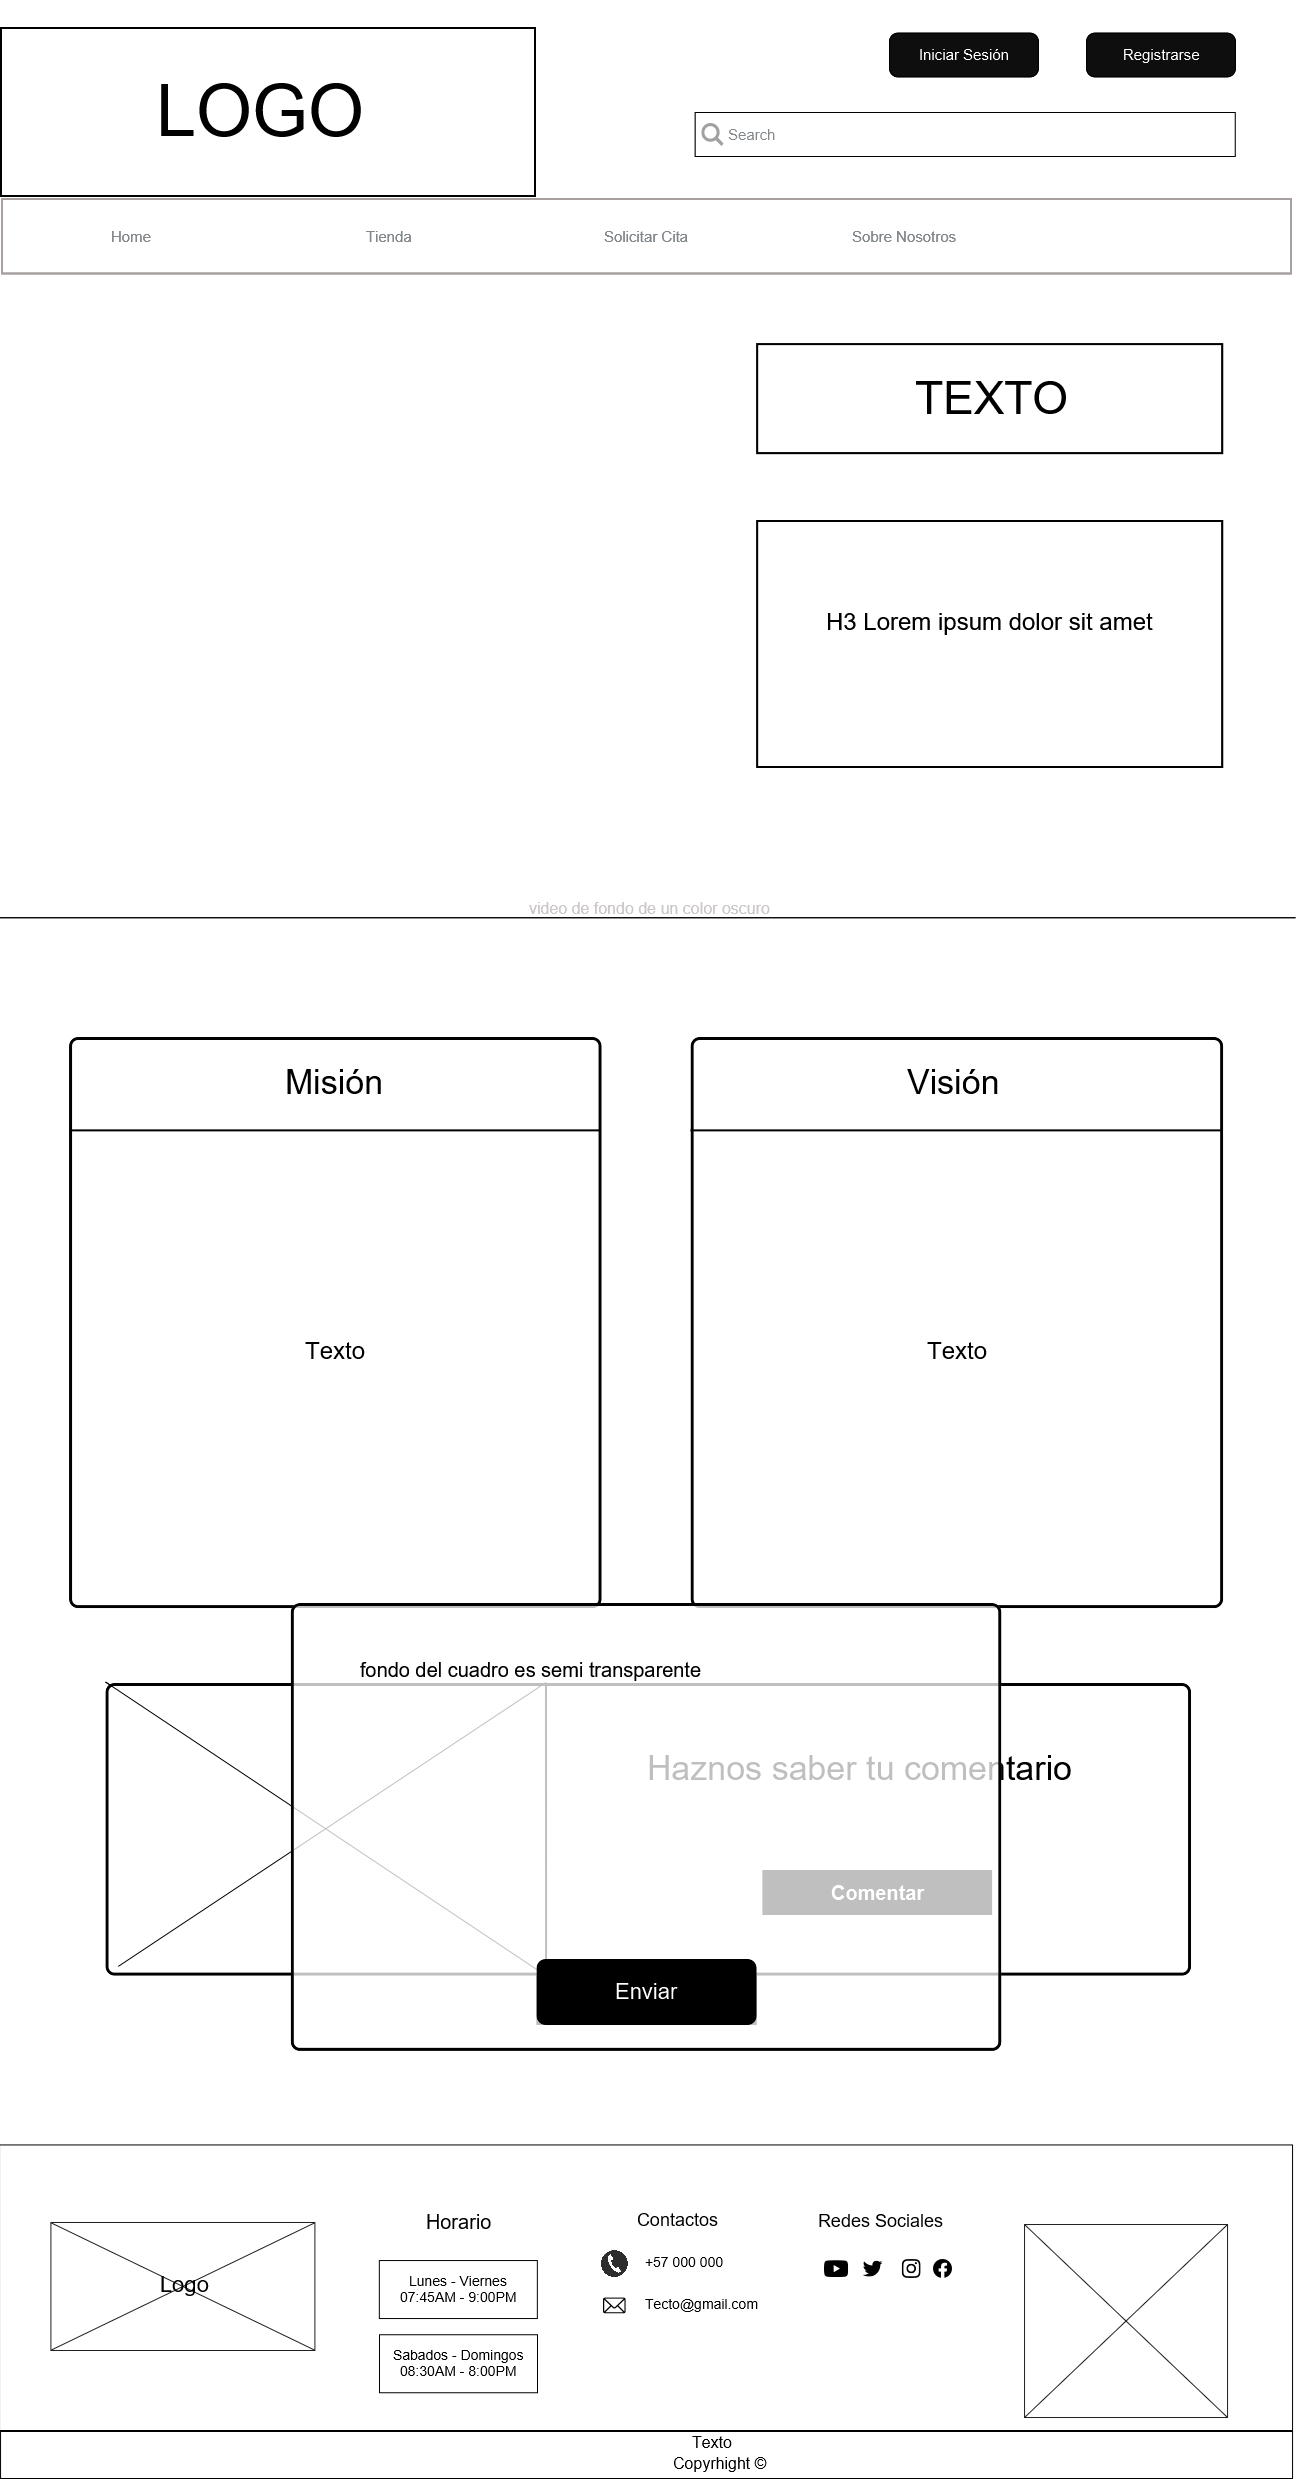 LOGO
Iniciar Sesión
Registrarse
Search
Home
Tienda
Solicitar Cita
Sobre Nosotros
TEXTO
H3 Lorem ipsum dolor sit amet
video de fondo de un color oscuro
Misión
Visión
Texto
Texto
fondo del cuadro es semi transparente
Haznos saber tu comentario
Comentar
Enviar
Logo
Horario
Lunes - Viernes
07:45AM - 9:00PM
Sabados - Domingos
08:30AM - 8:00PM
Contactos
+57 000 000
Tecto@gmail.com
Redes Sociales
Texto
Copyrhight ©